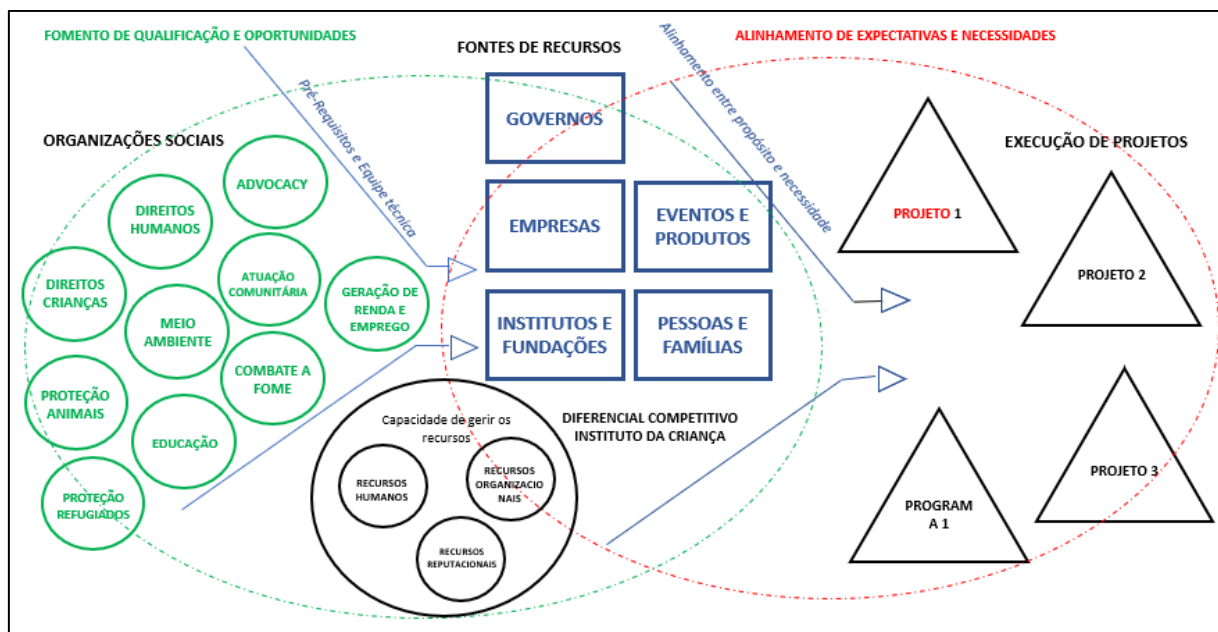 FOMENTO DE QUALIFICAÇÃO E OPORTUNIDADES
FONTES DE RECURSOS
ALINHAMENTO DE EXPECTATIVAS E NECESSIDADES
Pré-Requisitos e Equipe técnica
Alinhamento entre propósito e necessidade
ORGANIZAÇÕES SOCIAIS
EXECUÇÃO DE PROJETOS
ADVOCACY
DIREITOS
HUMANOS
DIREITOS
CRIANÇAS
ATUAÇÃO
COMUNITÁRIA
GERAÇÃO DE
RENDA E
EMPREGO
MEIO
AMBIENTE
COMBATE A
FOME
PROTEÇÃO
ANIMAIS
EDUCAÇÃO
PROTEÇÃO
REFUGIADOS
GOVERNOS
EMPRESAS
EVENTOS E
PRODUTOS
INSTITUTOS E
FUNDAÇÕES
PESSOAS E
FAMÍLIAS
Capacidade de gerir os
recursos
RECURSOS
HUMANOS
RECURSOS
ORGANIZACIO
NAIS
RECURSOS
REPUTACIONAIS
DIFERENCIAL COMPETITIVO
INSTITUTO DA CRIANÇA
PROJETO 1
PROJETO 2
PROJETO 3
PROGRAM
A 1